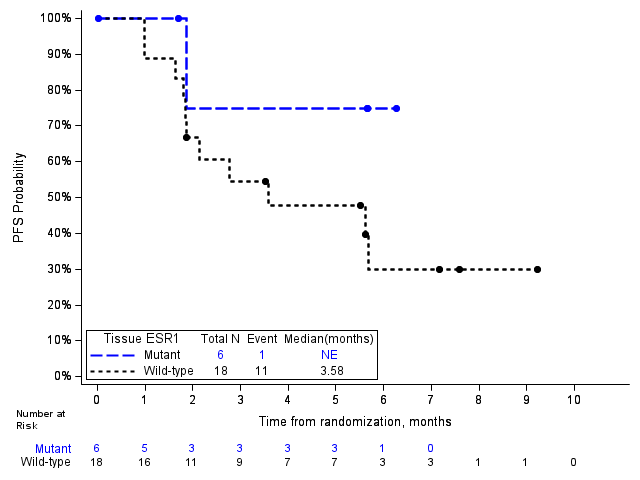 100%
90%
80%
70%
60%
50%
40%
30%
20%
10%
0%
PFS Probability
Tissue ESR1 Total N Event Median(months)
Mutant 6 1 NE
Wild-type 18 11 3.58
0 1 2 3 4 5 6 7 8 9 10
Time from randomization, months
Number at
Risk
Mutant 6 5 3 3 3 3 1 0
Wild-type 18 16 11 9 7 7 3 3 1 1 0